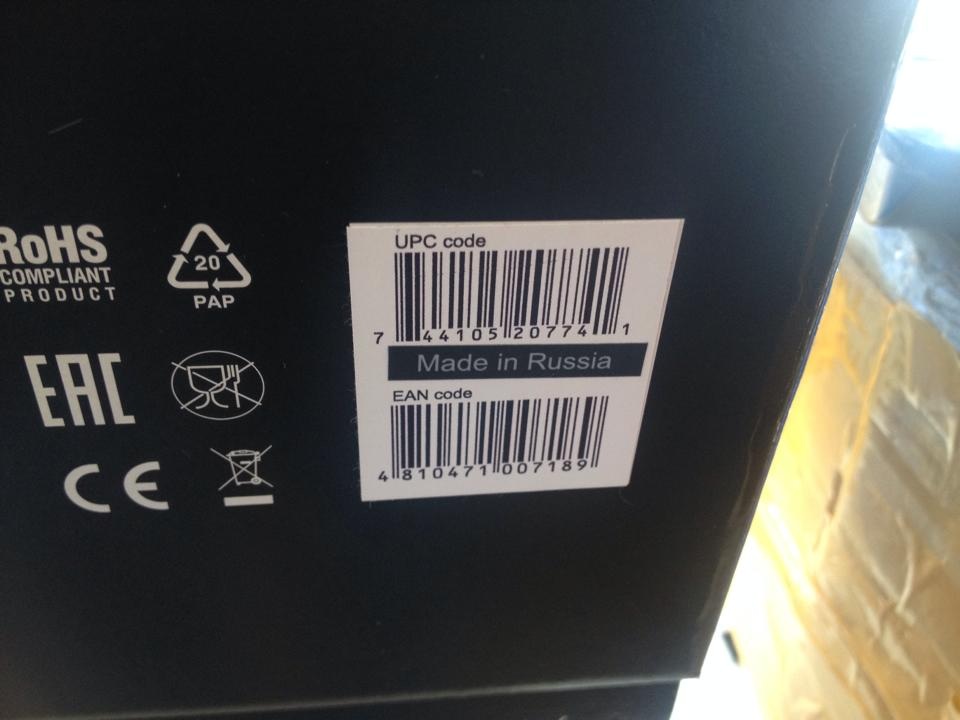 RoHS
COMPLIANT
PRODUCT
20
PAP
EAC
CE
UPC code
7 44105 20774 1
Made in Russia
EAN code
4 810471 007189